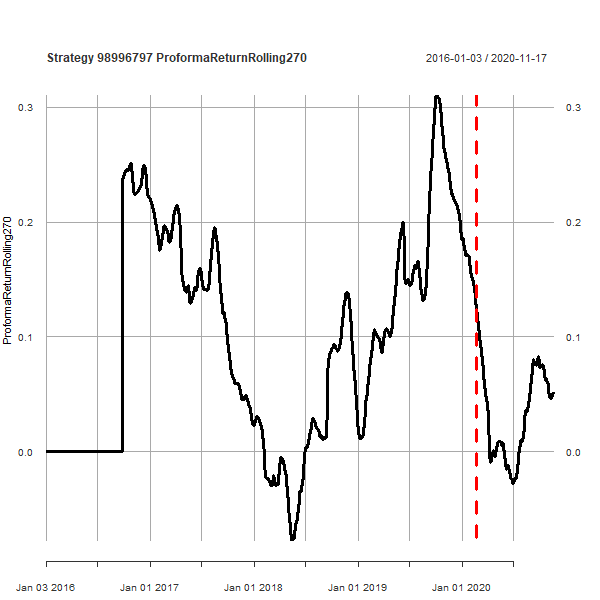 Strategy 98996797 ProformaReturnRolling270
2016-01-03 / 2020-11-17
0.3
0.3
0.2
0.2
0.1
0.1
0.0
0.0
ProformaReturnRolling270
Jan 03 2016
Jan 01 2017
Jan 01 2018
Jan 01 2019
Jan 01 2020